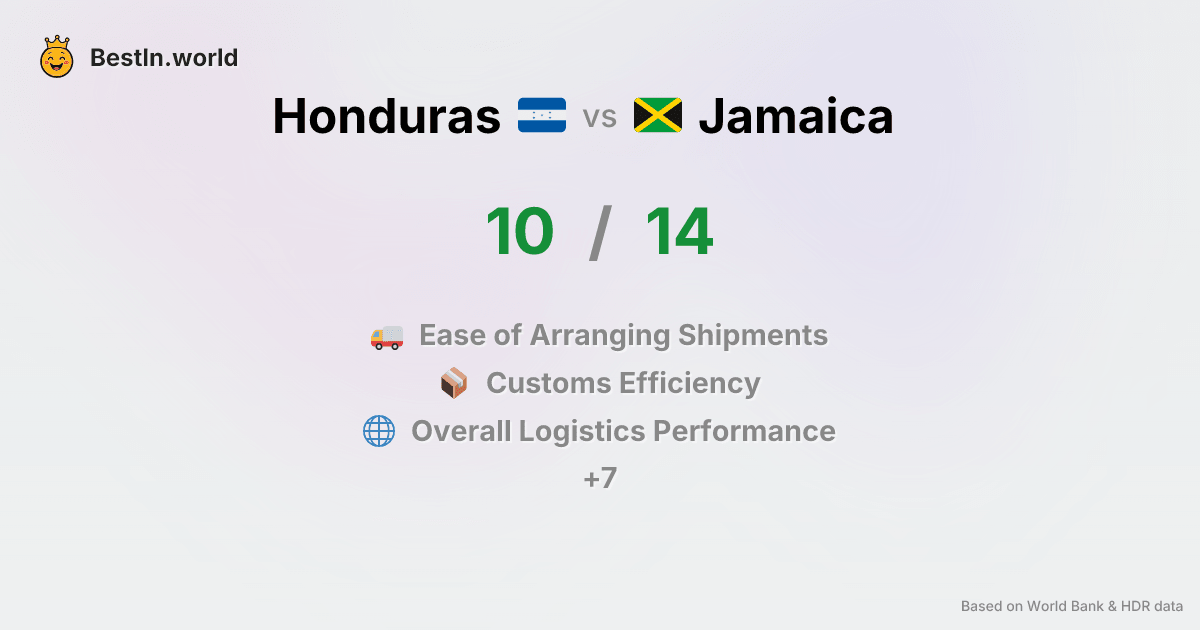 BestIn.world
Honduras vs Jamaica
10 / 14
Ease of Arranging Shipments
Customs Efficiency
Overall Logistics Performance
+7
Based on World Bank & HDR data